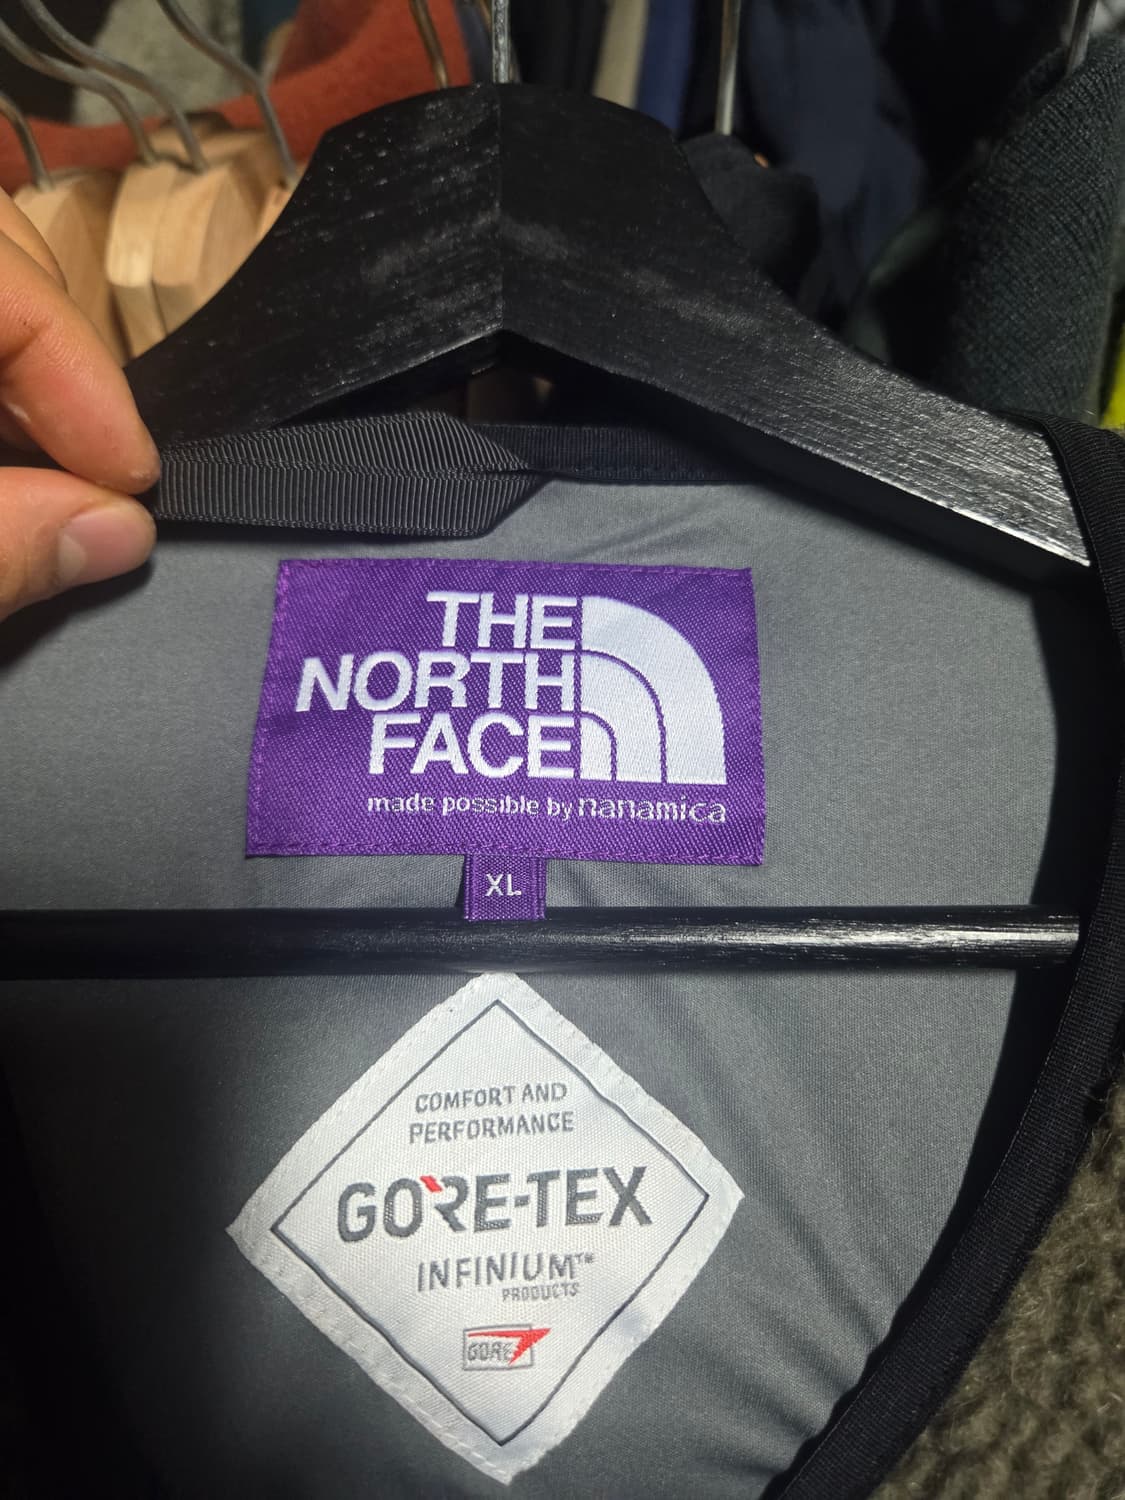 THE
NORTH
FACE
made possible by nanamica
XL
COMFORT AND
PERFORMANCE
GORE-TEX
INFINIUM™
PRODUCTS
GORE